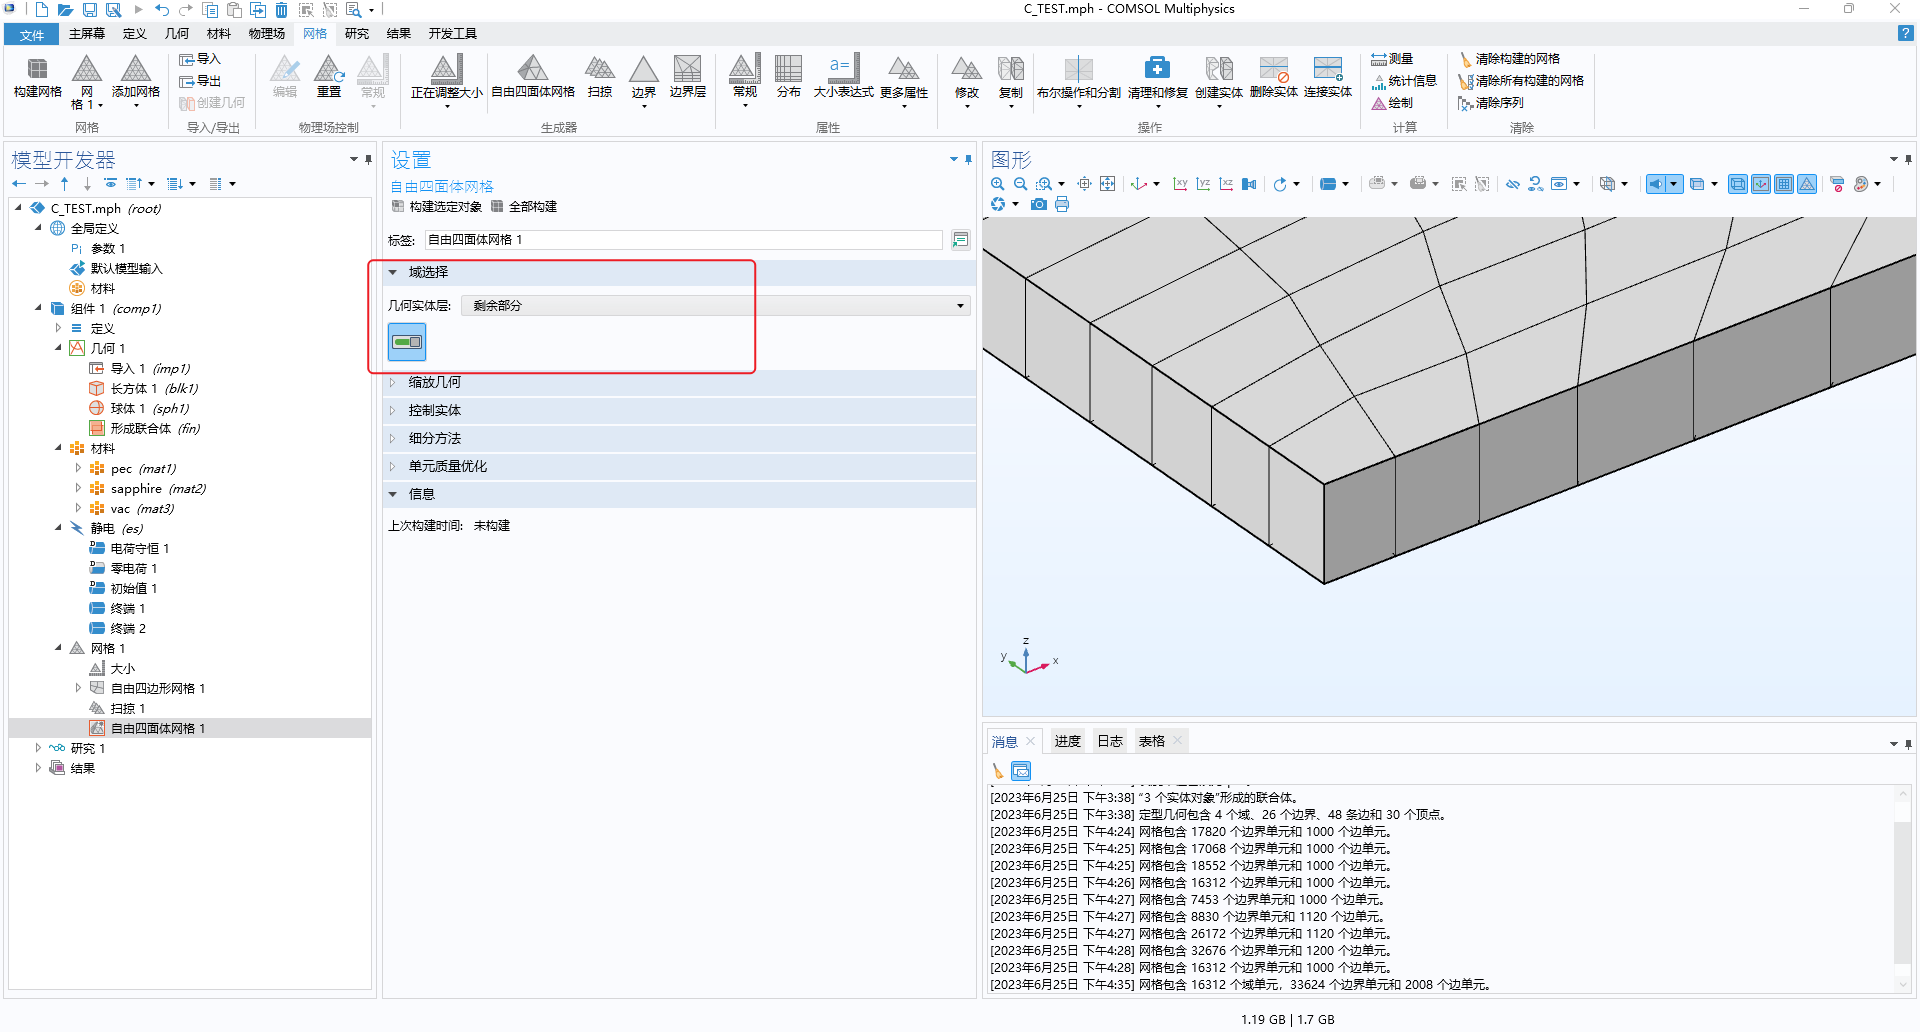 C_TEST.mph - COMSOL Multiphysics
文件 主屏幕 定义 几何 材料 物理场 网格 研究 结果 开发工具
构建网格 网格 1 添加网格
网格
导入
导出
创建几何
导入/导出
编辑 重置 常规
物理场控制
正在调整大小 自由四面体网格 扫掠 边界 边界层
生成器
常规 分布 大小表达式 更多属性
属性
修改 复制 布尔操作和分割 清理和修复 创建实体 删除实体 连接实体
操作
测量
统计信息
绘制
计算
清除构建的网格
清除所有构建的网格
清除序列
清除
模型开发器
C_TEST.mph (root)
全局定义
Pi 参数 1
默认模型输入
材料
组件 1 (comp1)
定义
几何 1
导入 1 (imp1)
长方体 1 (blk1)
球体 1 (sph1)
形成联合体 (fin)
材料
pec (mat1)
sapphire (mat2)
vac (mat3)
静电 (es)
电荷守恒 1
零电荷 1
初始值 1
终端 1
终端 2
网格 1
大小
自由四边形网格 1
扫掠 1
自由四面体网格 1
研究 1
结果
设置
自由四面体网格
构建选定对象 全部构建
标签: 自由四面体网格 1
域选择
几何实体层: 剩余部分
缩放几何
控制实体
细分方法
单元质量优化
信息
上次构建时间: 未构建
图形
z
y
x
消息 进度 日志 表格
[2023年6月25日 下午3:38] “3 个实体对象”形成的联合体。
[2023年6月25日 下午3:38] 定型几何包含 4 个域、26 个边界、48 条边和 30 个顶点。
[2023年6月25日 下午4:24] 网格包含 17820 个边界单元和 1000 个边单元。
[2023年6月25日 下午4:25] 网格包含 17068 个边界单元和 1000 个边单元。
[2023年6月25日 下午4:25] 网格包含 18552 个边界单元和 1000 个边单元。
[2023年6月25日 下午4:26] 网格包含 16312 个边界单元和 1000 个边单元。
[2023年6月25日 下午4:27] 网格包含 7453 个边界单元和 1000 个边单元。
[2023年6月25日 下午4:27] 网格包含 8830 个边界单元和 1120 个边单元。
[2023年6月25日 下午4:27] 网格包含 26172 个边界单元和 1120 个边单元。
[2023年6月25日 下午4:28] 网格包含 32676 个边界单元和 1200 个边单元。
[2023年6月25日 下午4:28] 网格包含 16312 个边界单元和 1000 个边单元。
[2023年6月25日 下午4:35] 网格包含 16312 个域单元，33624 个边界单元和 2008 个边单元。
1.19 GB | 1.7 GB